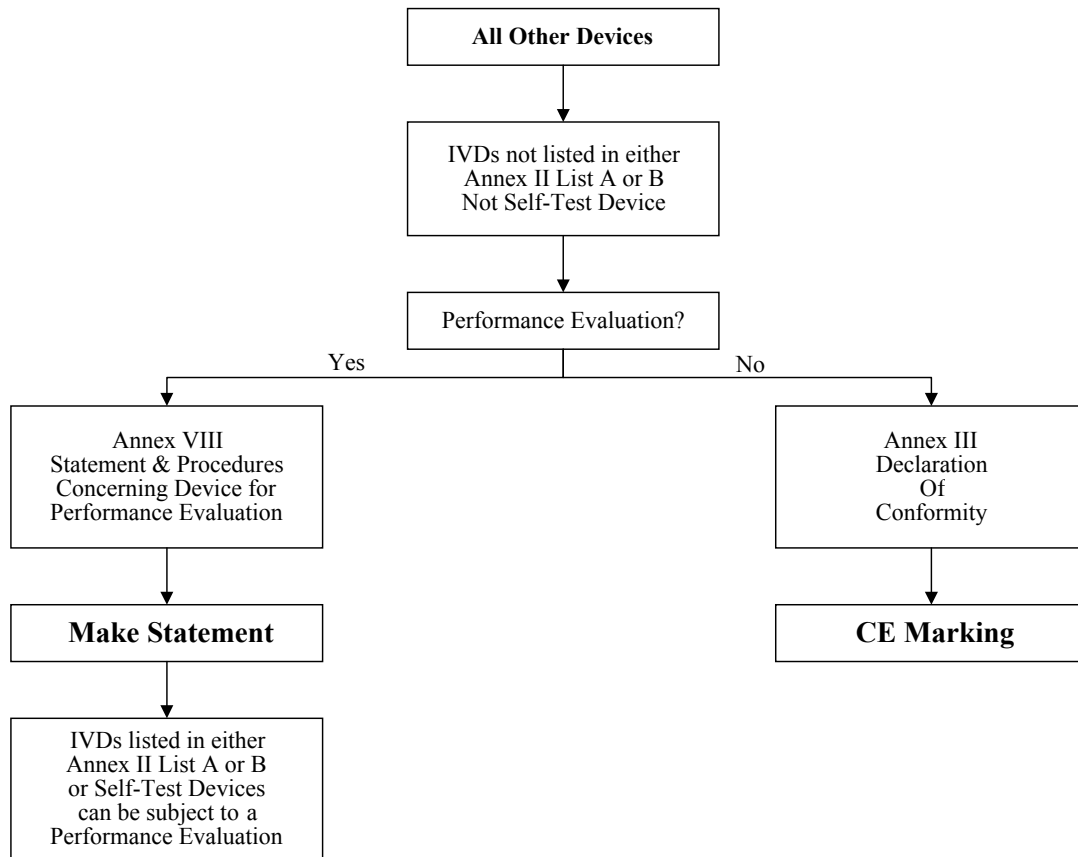 All Other Devices
IVDs not listed in either
Annex II List A or B
Not Self-Test Device
Performance Evaluation?
Yes
No
Annex VIII
Statement & Procedures
Concerning Device for
Performance Evaluation
Annex III
Declaration
Of
Conformity
Make Statement
CE Marking
IVDs listed in either
Annex II List A or B
or Self-Test Devices
can be subject to a
Performance Evaluation